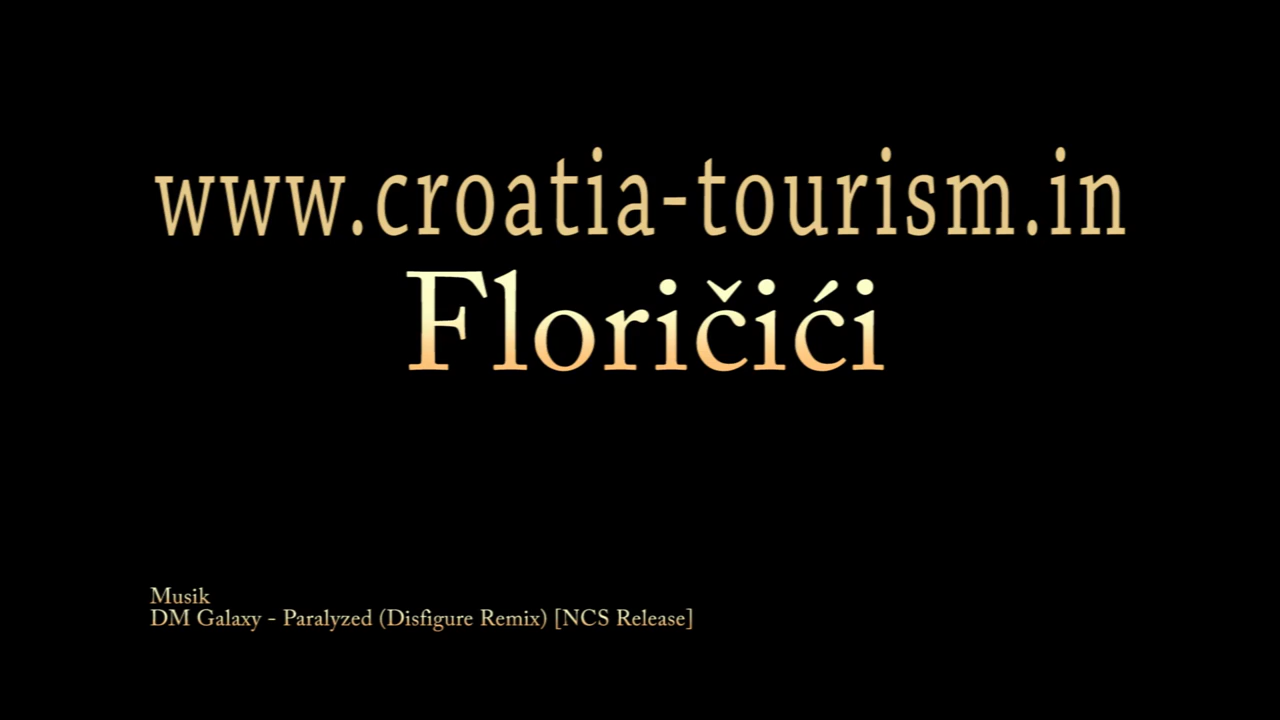 www.croatia-tourism.in
Floričići
Musik
DM Galaxy - Paralyzed (Disfigure Remix) [NCS Release]